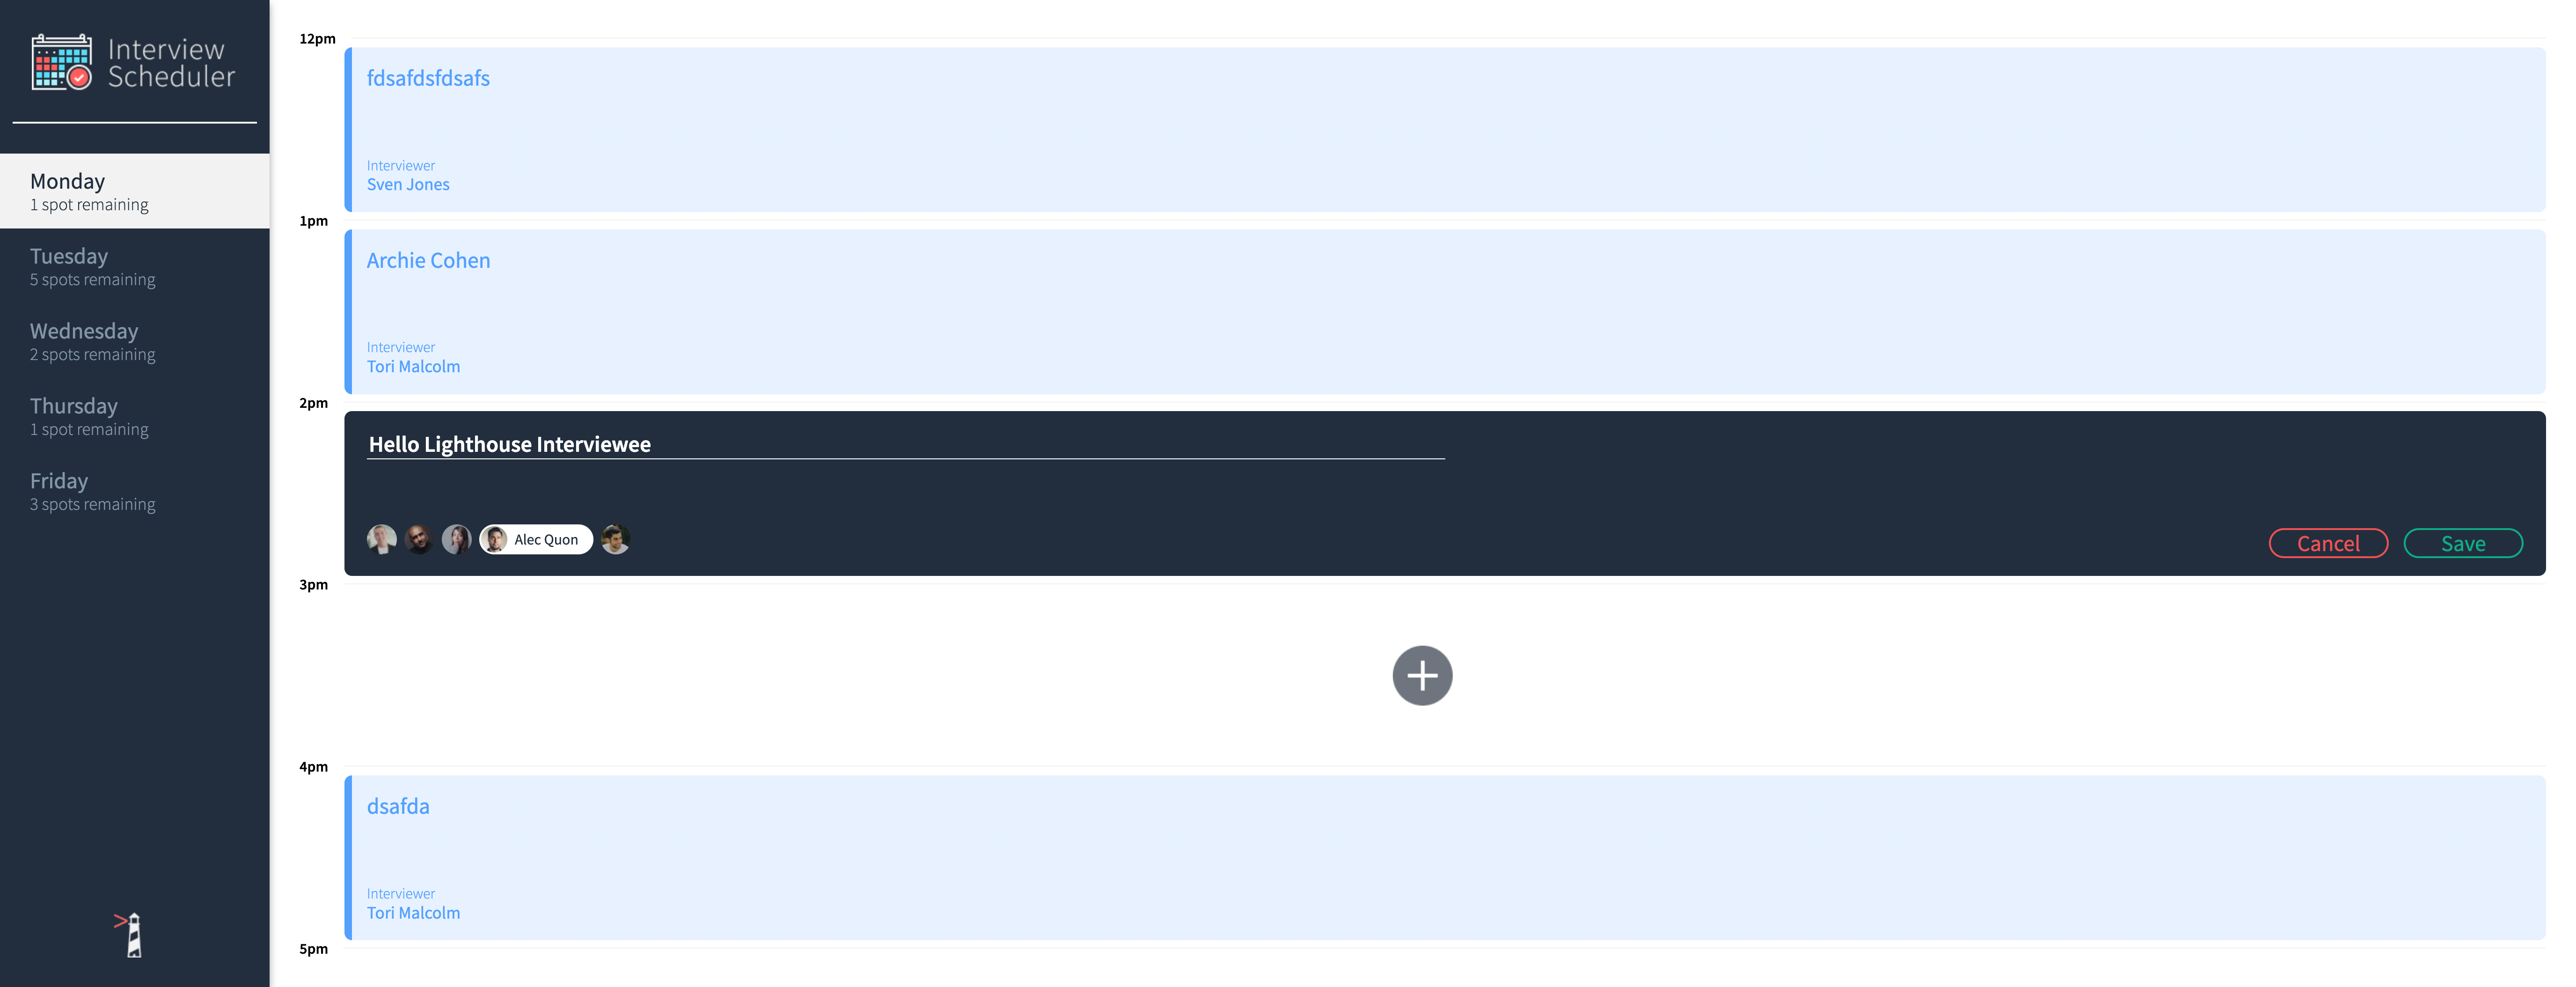 Interview
Scheduler
Monday
1 spot remaining
Tuesday
5 spots remaining
Wednesday
2 spots remaining
Thursday
1 spot remaining
Friday
3 spots remaining
12pm
fdsafdsfdsafs
Interviewer
Sven Jones
1pm
Archie Cohen
Interviewer
Tori Malcolm
2pm
Hello Lighthouse Interviewee
Alec Quon
Cancel
Save
3pm
4pm
dsafda
Interviewer
Tori Malcolm
5pm